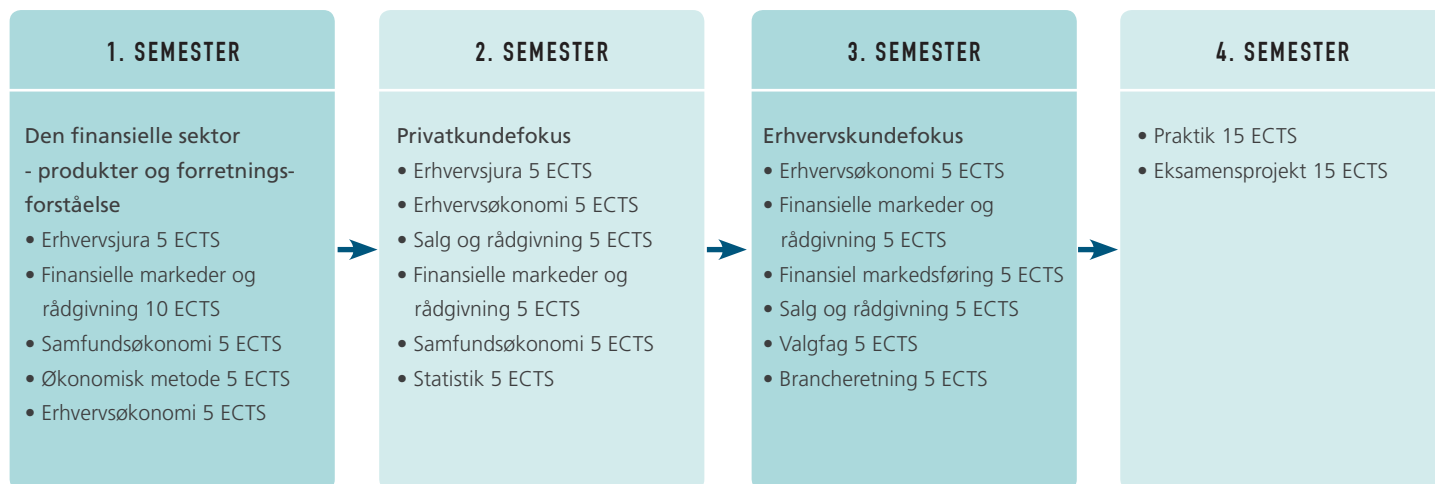 1. SEMESTER
Den finansielle sektor
- produkter og forretnings-
forståelse
• Erhvervsjura 5 ECTS
• Finansielle markeder og
rådgivning 10 ECTS
• Samfundsøkonomi 5 ECTS
• Økonomisk metode 5 ECTS
• Erhvervsøkonomi 5 ECTS
2. SEMESTER
Privatkundefokus
• Erhvervsjura 5 ECTS
• Erhvervsøkonomi 5 ECTS
• Salg og rådgivning 5 ECTS
• Finansielle markeder og
rådgivning 5 ECTS
• Samfundsøkonomi 5 ECTS
• Statistik 5 ECTS
3. SEMESTER
Erhvervskundefokus
• Erhvervsøkonomi 5 ECTS
• Finansielle markeder og
rådgivning 5 ECTS
• Finansiel markedsføring 5 ECTS
• Salg og rådgivning 5 ECTS
• Valgfag 5 ECTS
• Brancheretning 5 ECTS
4. SEMESTER
• Praktik 15 ECTS
• Eksamensprojekt 15 ECTS